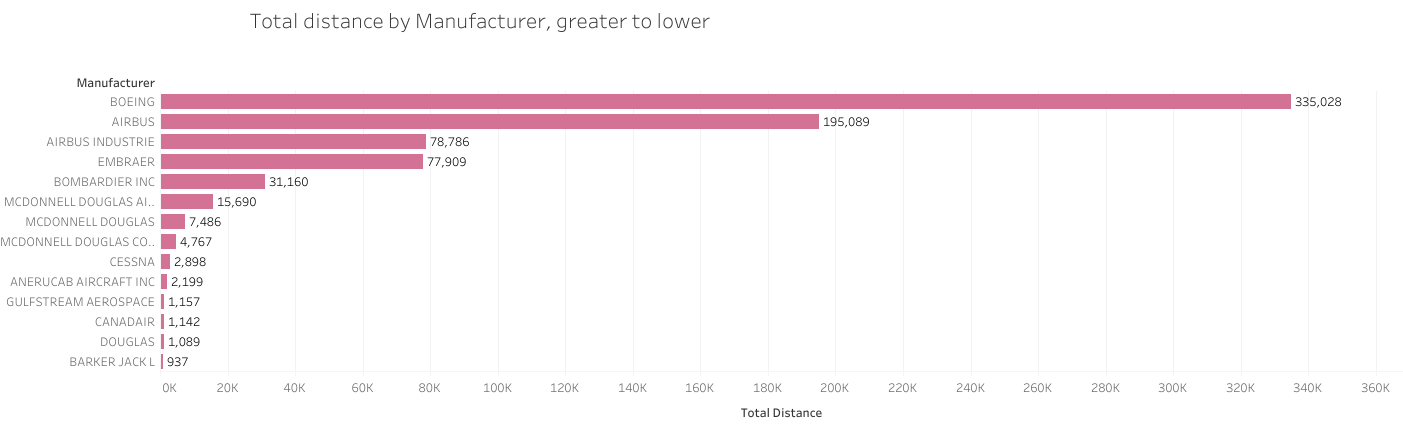 Total distance by Manufacturer, greater to lower
Manufacturer
BOEING 335,028
AIRBUS 195,089
AIRBUS INDUSTRIE 78,786
EMBRAER 77,909
BOMBARDIER INC 31,160
MCDONNELL DOUGLAS AI.. 15,690
MCDONNELL DOUGLAS 7,486
MCDONNELL DOUGLAS CO.. 4,767
CESSNA 2,898
ANERUCAB AIRCRAFT INC 2,199
GULFSTREAM AEROSPACE 1,157
CANADAIR 1,142
DOUGLAS 1,089
BARKER JACK L 937
0K 20K 40K 60K 80K 100K 120K 140K 160K 180K 200K 220K 240K 260K 280K 300K 320K 340K 360K
Total Distance